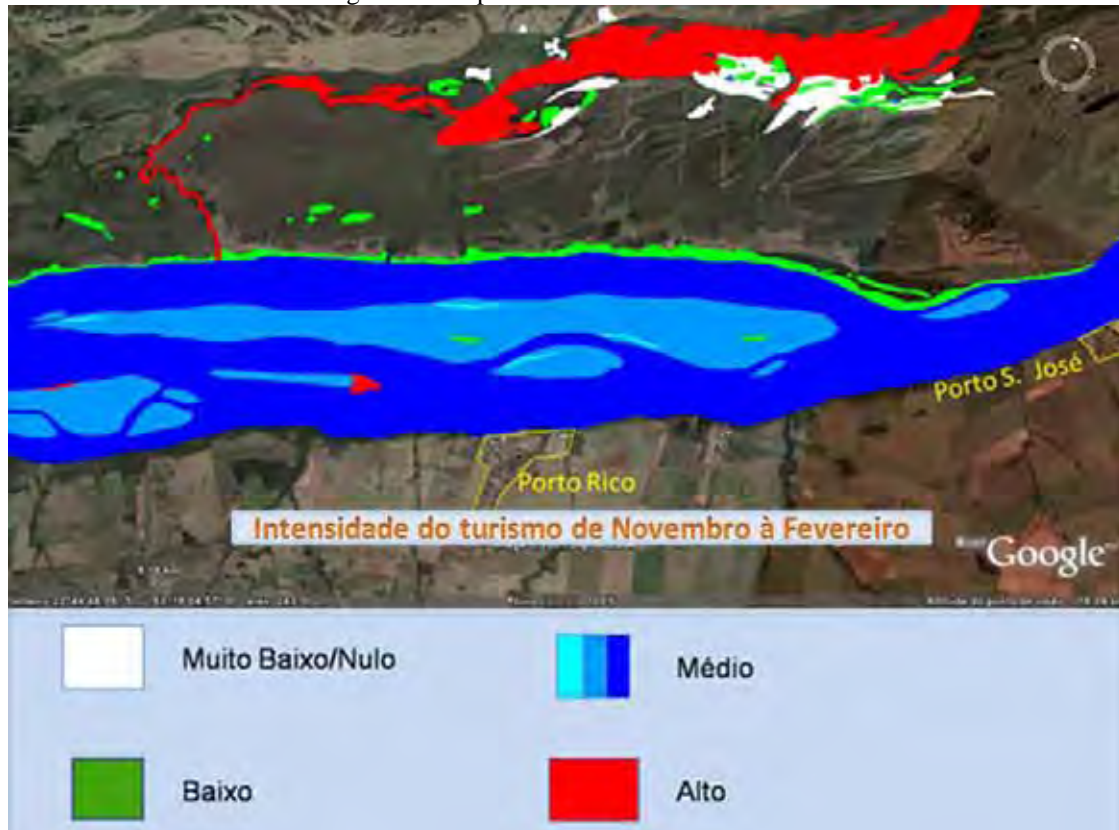 Porto S. José
Porto Rico
Intensidade do turismo de Novembro à Fevereiro
Google
Muito Baixo/Nulo
Médio
Baixo
Alto